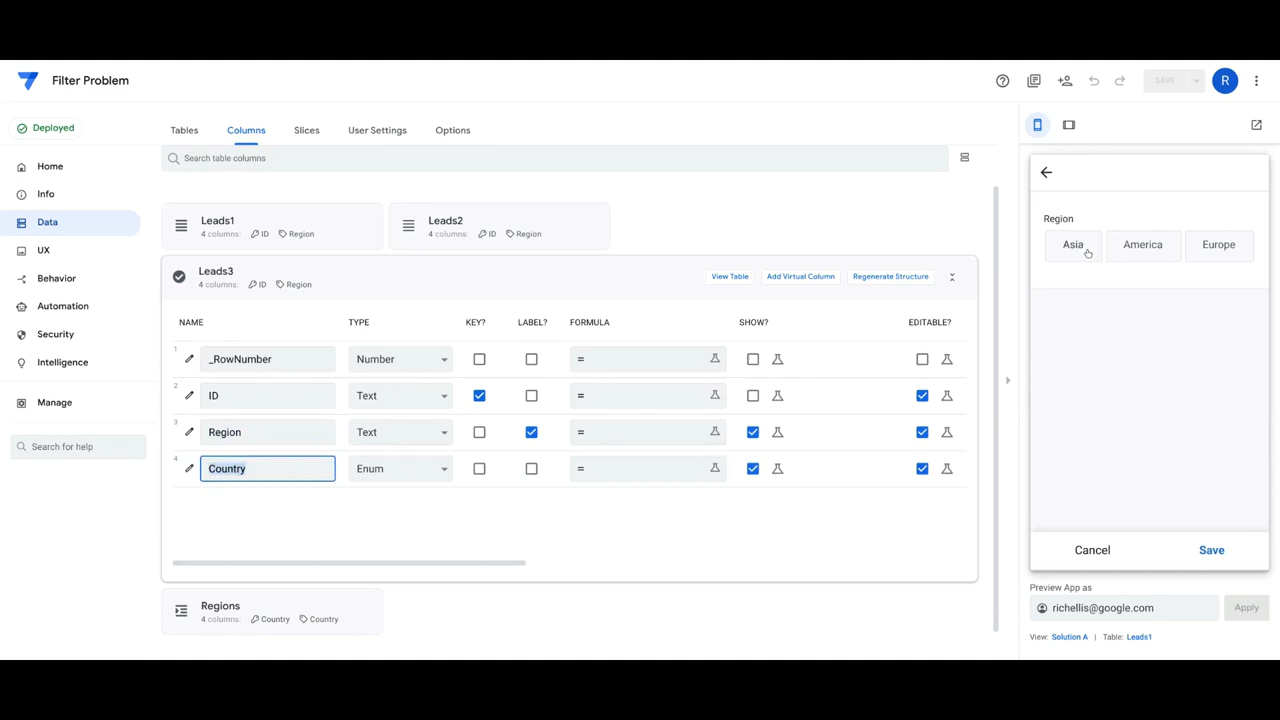 Filter Problem
SAVE
R
Deployed
Tables Columns Slices User Settings Options
Search table columns
Home
Info
Data
UX
Behavior
Automation
Security
Intelligence
Manage
Search for help
Leads1
4 columns: ID Region
Leads2
4 columns: ID Region
Leads3
4 columns: ID Region
View Table Add Virtual Column Regenerate Structure
NAME TYPE KEY? LABEL? FORMULA SHOW? EDITABLE?
1 _RowNumber Number =
2 ID Text =
3 Region Text =
4 Country Enum =
Regions
4 columns: Country Country
Region
Asia America Europe
Cancel Save
Preview App as
richellis@google.com Apply
View: Solution A | Table: Leads1